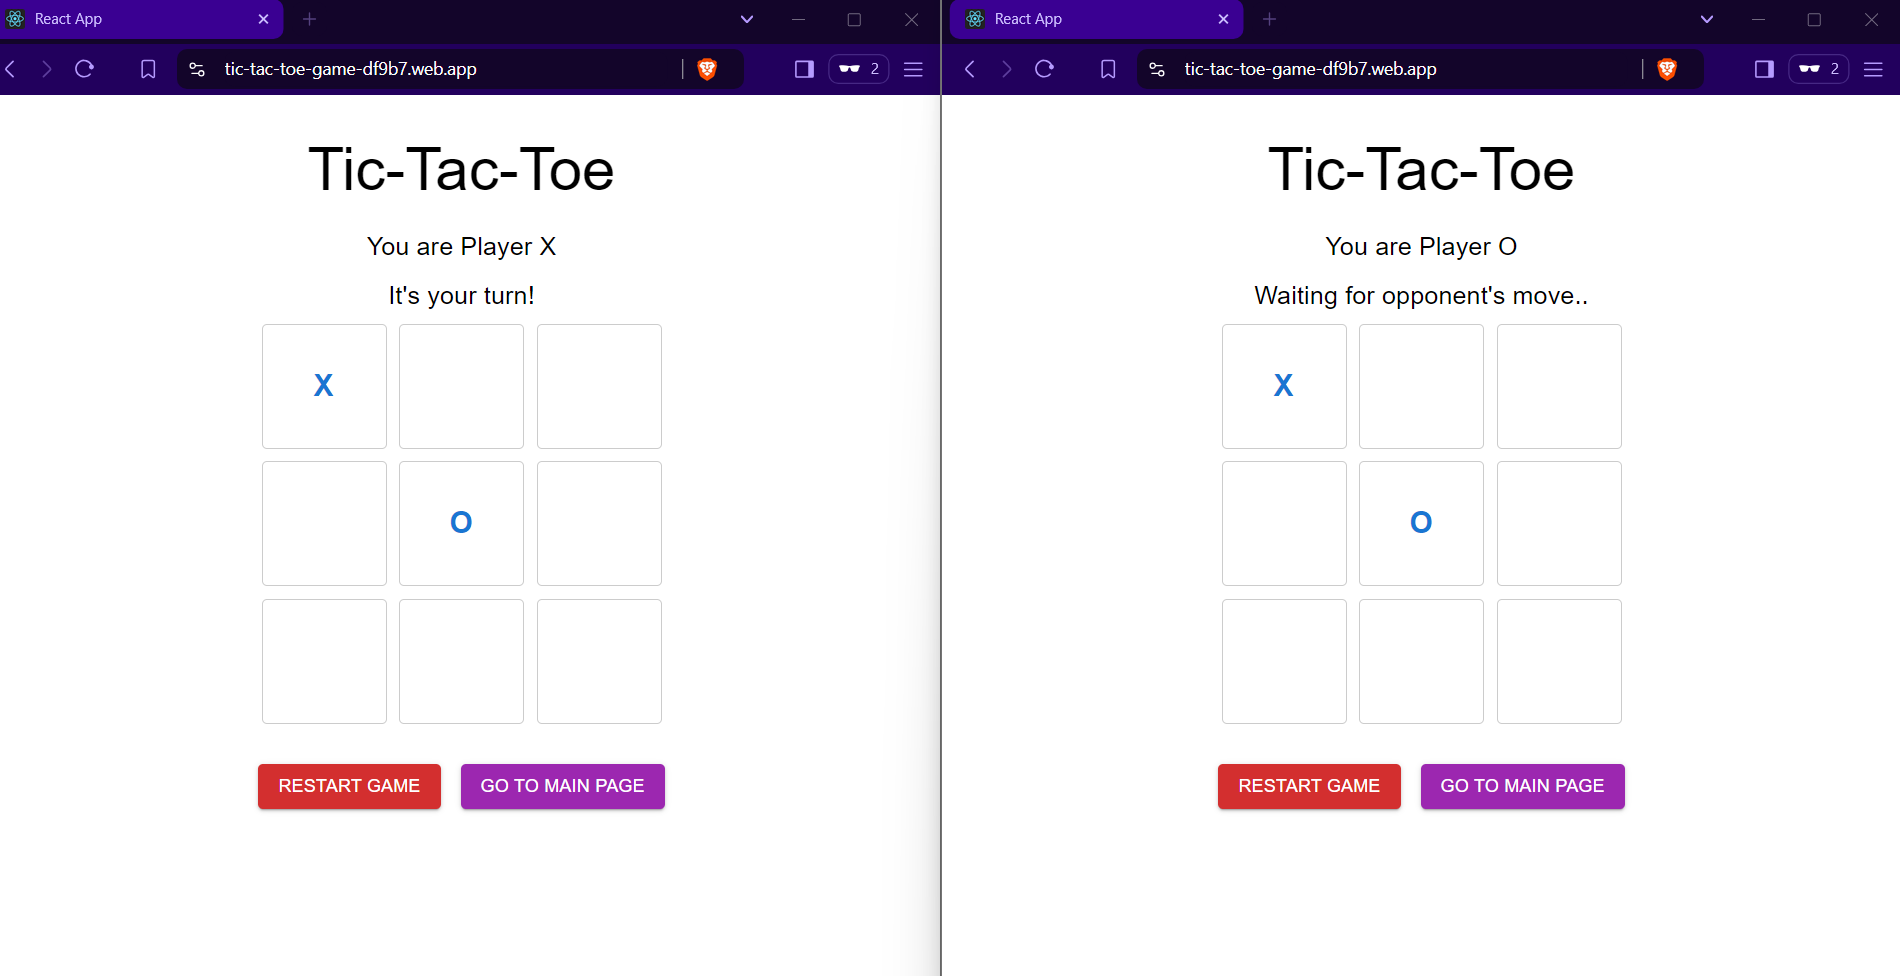 React App
tic-tac-toe-game-df9b7.web.app
2
Tic-Tac-Toe
You are Player X
It's your turn!
X
O
RESTART GAME
GO TO MAIN PAGE
React App
tic-tac-toe-game-df9b7.web.app
2
Tic-Tac-Toe
You are Player O
Waiting for opponent's move..
X
O
RESTART GAME
GO TO MAIN PAGE